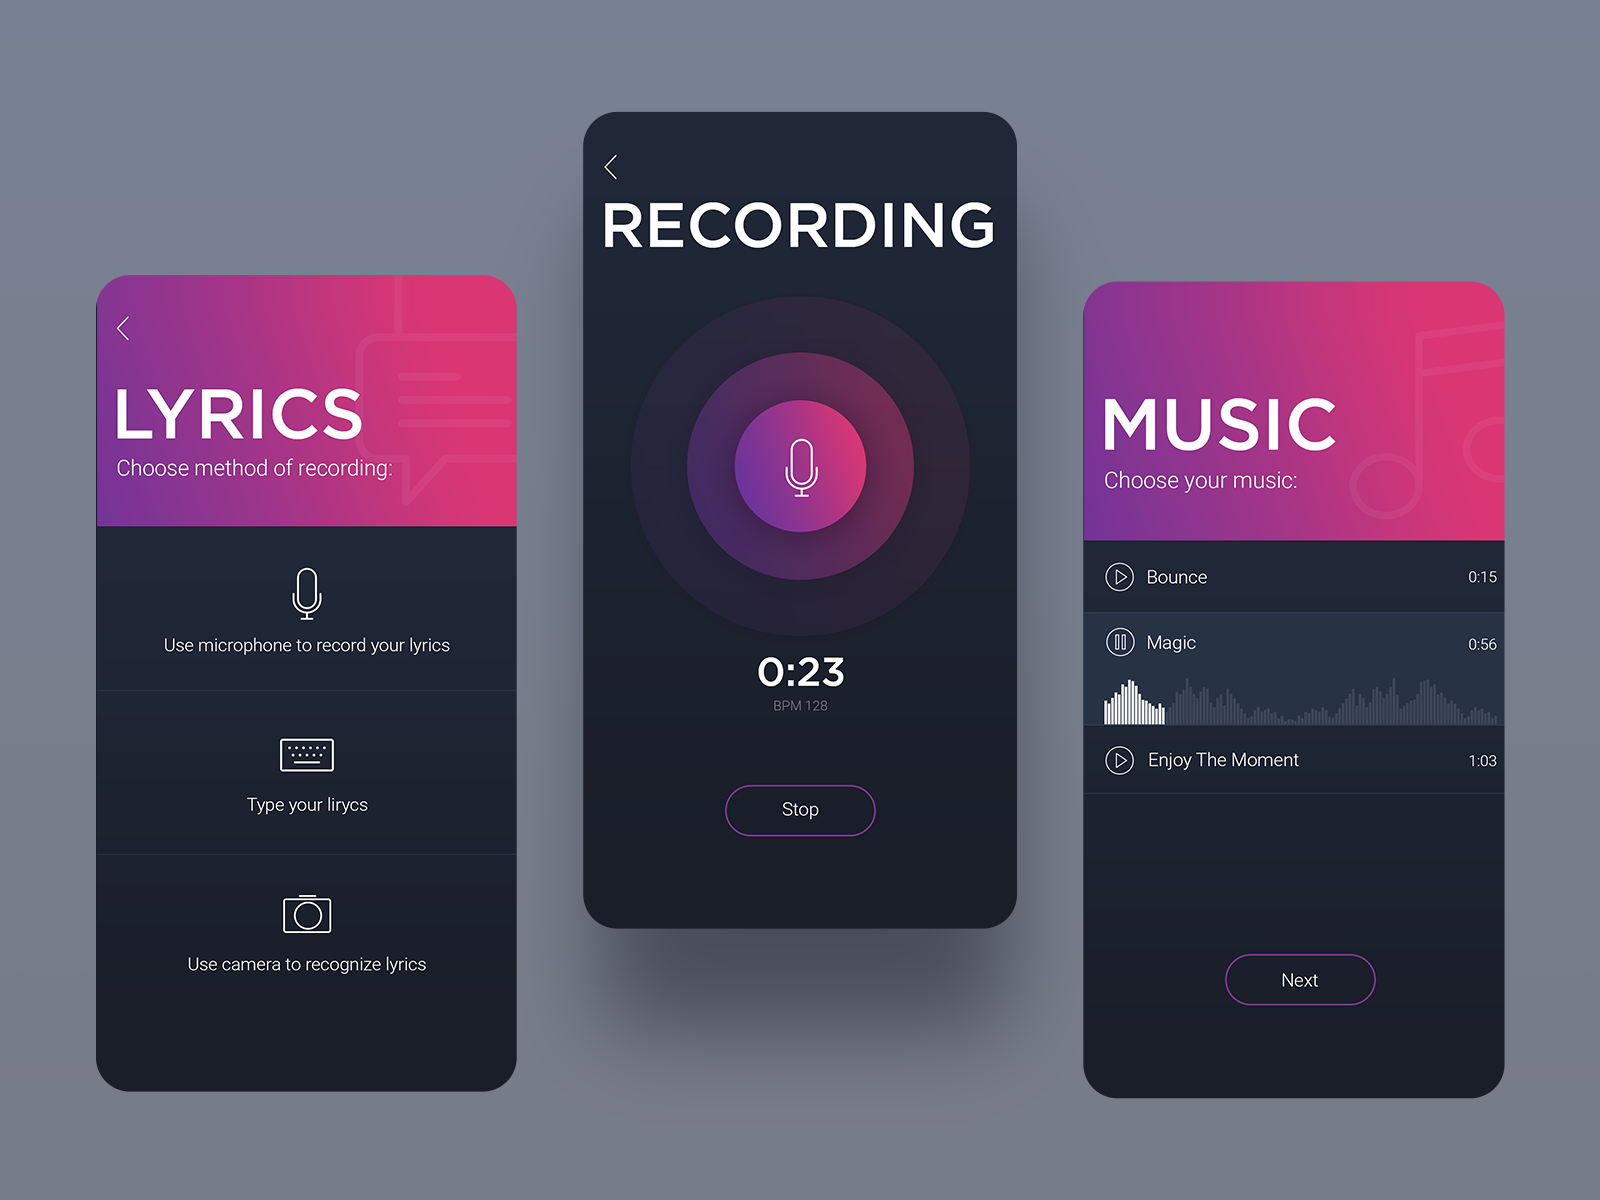 LYRICS
Choose method of recording:
Use microphone to record your lyrics
Type your lirycs
Use camera to recognize lyrics
RECORDING
0:23
BPM 128
Stop
MUSIC
Choose your music:
Bounce 0:15
Magic 0:56
Enjoy The Moment 1:03
Next